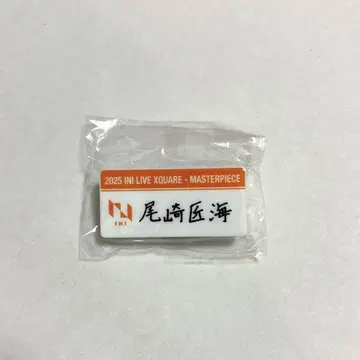 2025 INI LIVE XQUARE - MASTERPIECE
INI
尾崎匠海